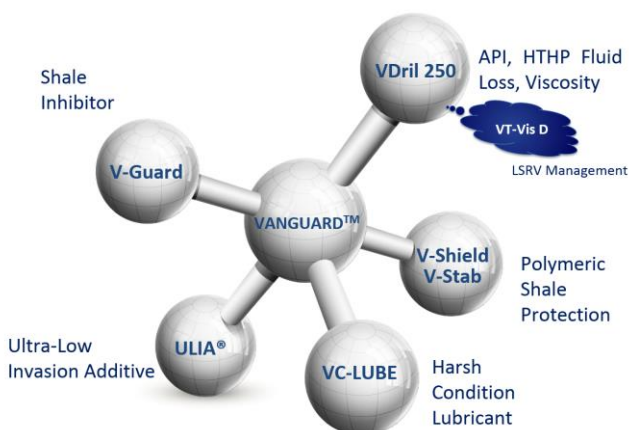 VDril 250
API, HTHP Fluid
Loss, Viscosity
VT-Vis D
LSRV Management
Shale
Inhibitor
V-Guard
VANGUARD™
V-Shield
V-Stab
Polymeric
Shale
Protection
ULIA®
Ultra-Low
Invasion Additive
VC-LUBE
Harsh
Condition
Lubricant